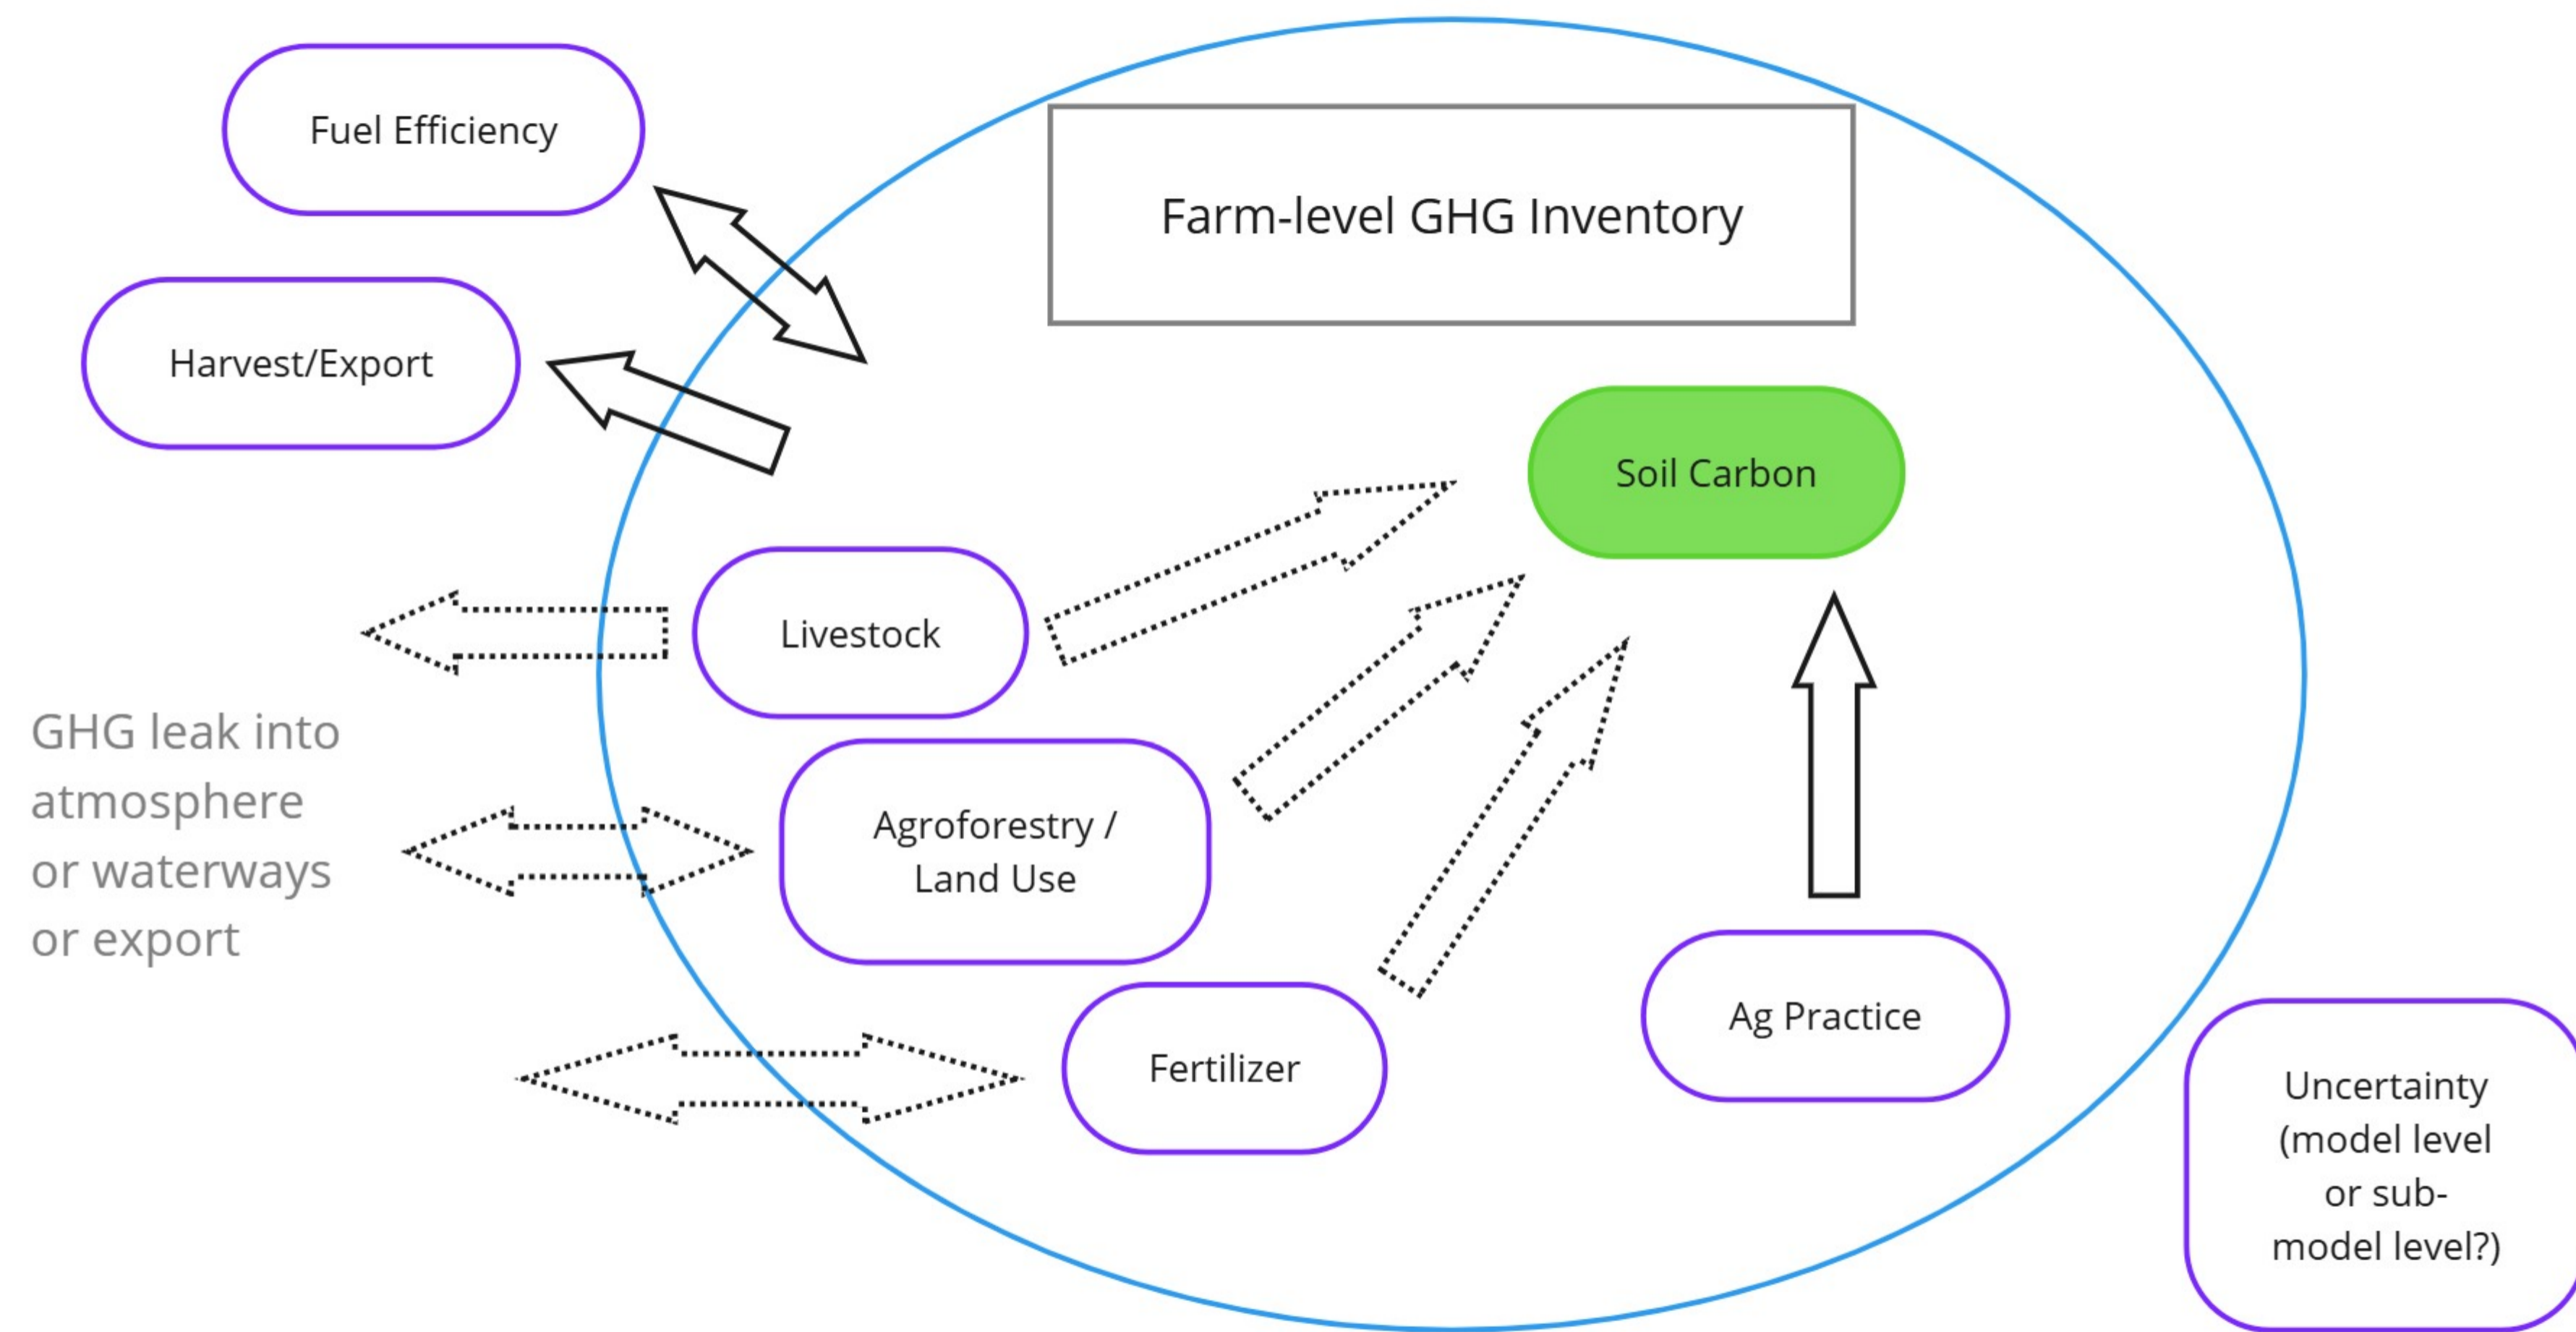 Fuel Efficiency
Farm-level GHG Inventory
Harvest/Export
Soil Carbon
Livestock
GHG leak into
atmosphere
or waterways
or export
Agroforestry /
Land Use
Fertilizer
Ag Practice
Uncertainty
(model level
or sub-
model level?)